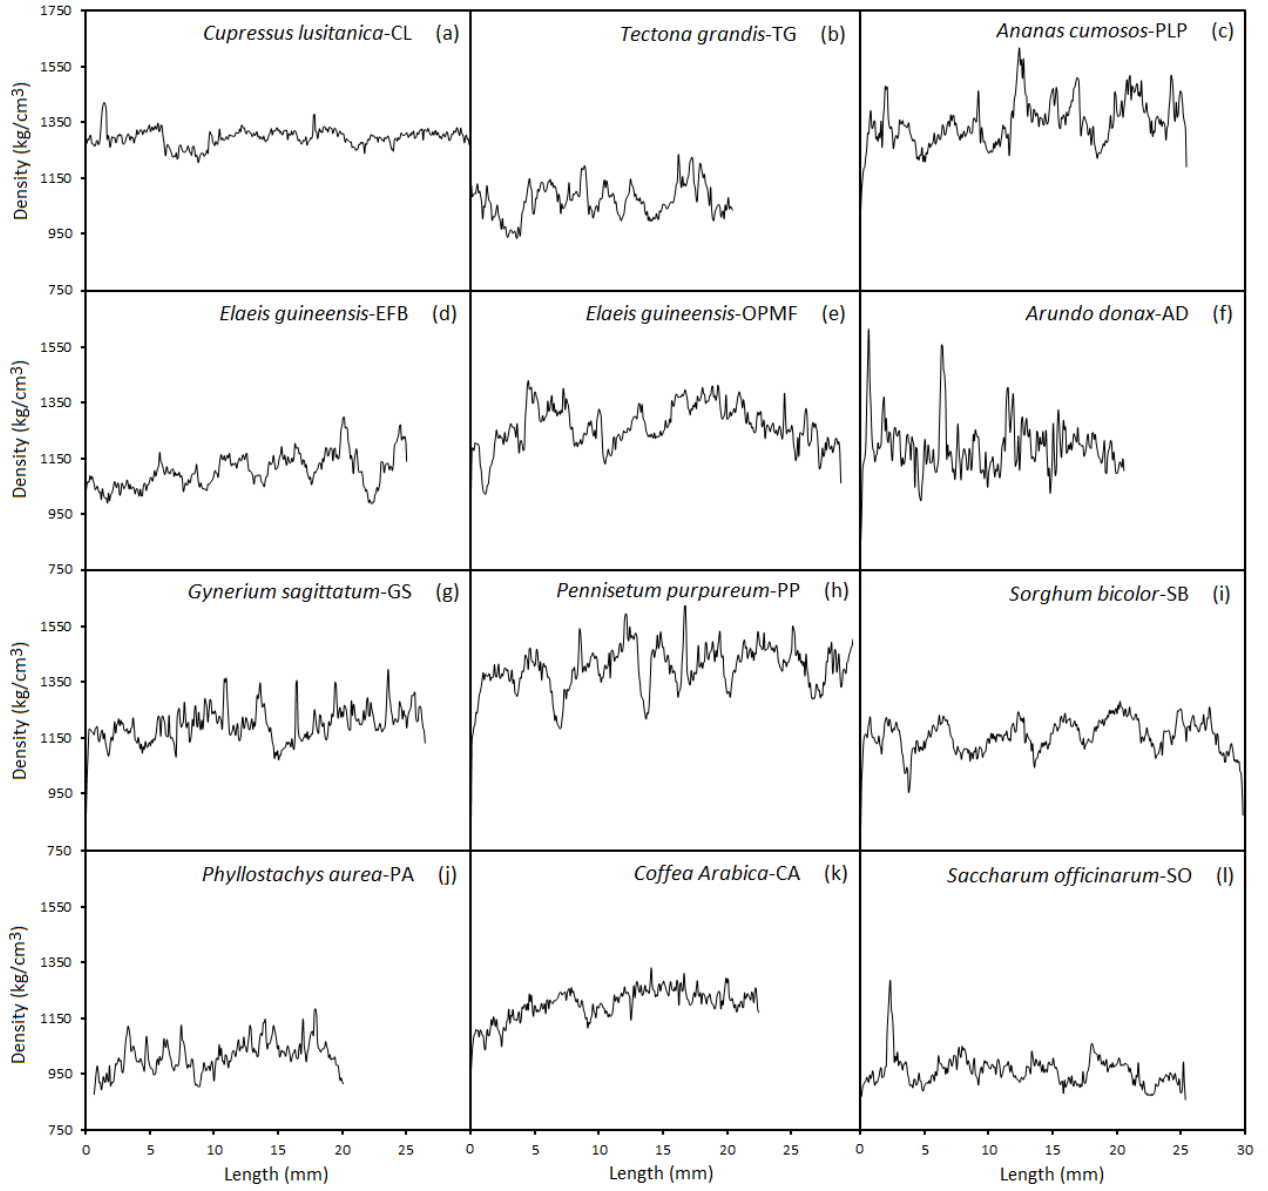 1750
Cupressus lusitanica-CL (a)
Tectona grandis-TG (b)
Ananas cumosos-PLP (c)
1550
1350
1150
950
750
Density (kg/cm3)
Elaeis guineensis-EFB (d)
Elaeis guineensis-OPMF (e)
Arundo donax-AD (f)
1550
1350
1150
950
750
Density (kg/cm3)
Gynerium sagittatum-GS (g)
Pennisetum purpureum-PP (h)
Sorghum bicolor-SB (i)
1550
1350
1150
950
750
Density (kg/cm3)
Phyllostachys aurea-PA (j)
Coffea Arabica-CA (k)
Saccharum officinarum-SO (l)
1550
1350
1150
950
750
Density (kg/cm3)
0 5 10 15 20 25 0 5 10 15 20 25 0 5 10 15 20 25 30
Length (mm) Length (mm) Length (mm)